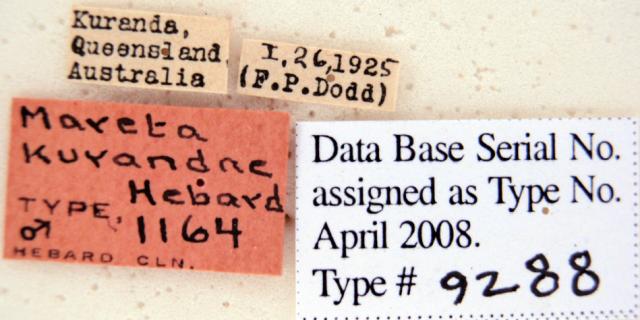 Kuranda,
Queensland
Australia
I, 26, 1925
(F.P.Dodd)
Mareta
Kurandae
Hebard
TYPE, 1164
♂
HEBARD CLN.
Data Base Serial No.
assigned as Type No.
April 2008.
Type # 9288